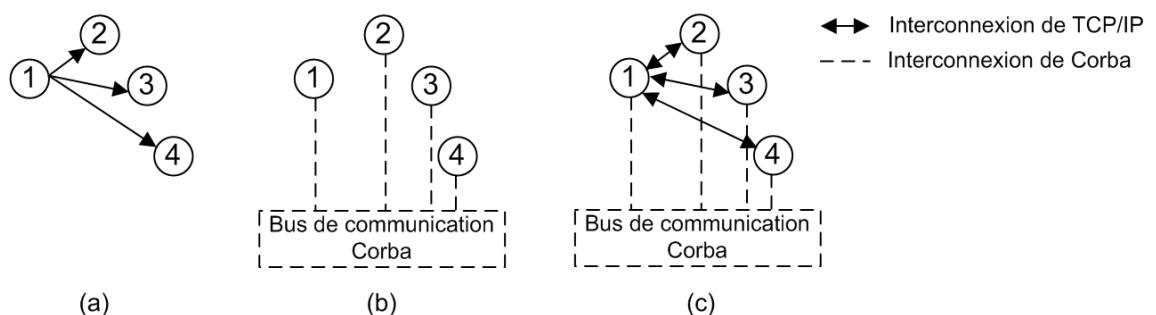 1
2
3
4
(a)
1
2
3
4
Bus de communication
Corba
(b)
1
2
3
4
Bus de communication
Corba
(c)
Interconnexion de TCP/IP
Interconnexion de Corba